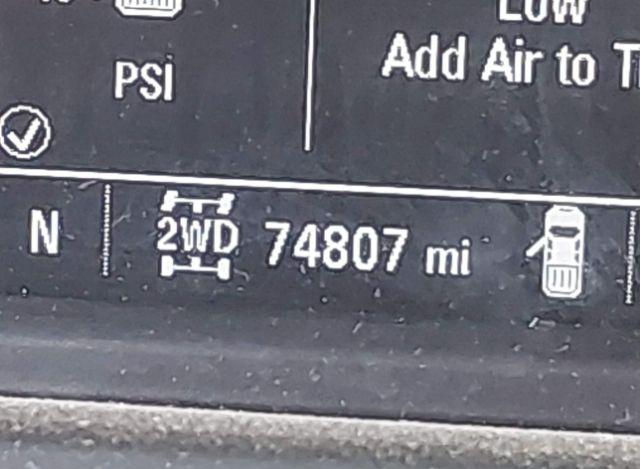 Low
Add Air to
PSI
N 2WD 74807 mi